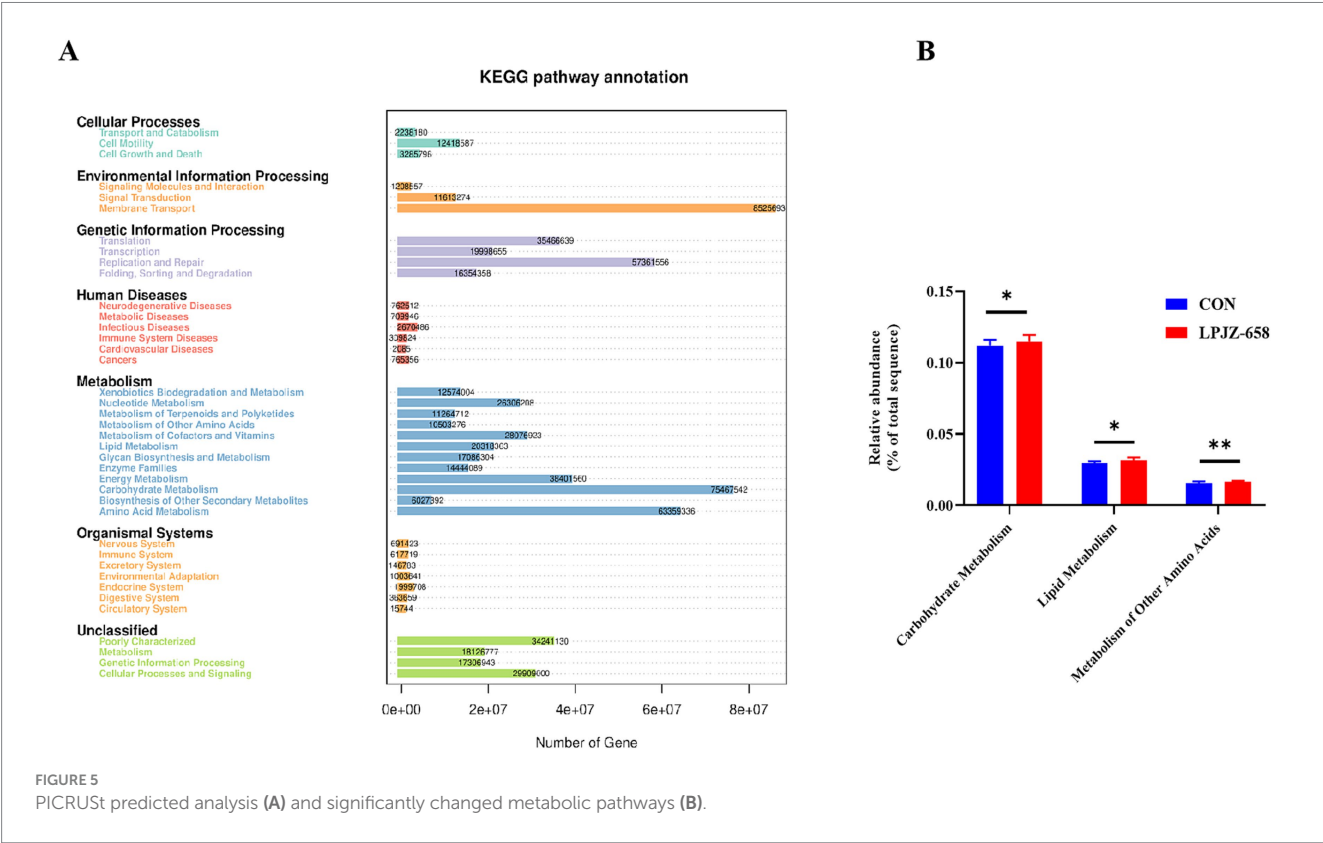 A
KEGG pathway annotation
Cellular Processes
Transport and Catabolism 2238180
Cell Motility 12418587
Cell Growth and Death 3285796
Environmental Information Processing
Signaling Molecules and Interaction
Signal Transduction 11613274
Membrane Transport 8525693
Genetic Information Processing
Translation 35466639
Transcription 19998655
Replication and Repair 57361556
Folding, Sorting and Degradation 16354358
Human Diseases
Neurodegenerative Diseases
Metabolic Diseases
Infectious Diseases 2670486
Immune System Diseases
Cardiovascular Diseases
Cancers 765356
Metabolism
Xenobiotics Biodegradation and Metabolism 12574004
Nucleotide Metabolism
Metabolism of Terpenoids and Polyketides 11264712
Metabolism of Other Amino Acids 10503276
Metabolism of Cofactors and Vitamins
Lipid Metabolism
Glycan Biosynthesis and Metabolism 17086304
Enzyme Families 14444089
Energy Metabolism
Carbohydrate Metabolism 75467542
Biosynthesis of Other Secondary Metabolites
Amino Acid Metabolism 63359336
Organismal Systems
Nervous System
Immune System 617719
Excretory System
Environmental Adaptation
Endocrine System
Digestive System
Circulatory System 15744
Unclassified
Poorly Characterized 34241130
Metabolism 18126777
Genetic Information Processing 17306943
Cellular Processes and Signaling
0e+00 2e+07 4e+07 6e+07 8e+07
Number of Gene
B
CON
LPJZ-658
Relative abundance
(% of total sequence)
0.15
0.10
0.05
0.00
*
*
**
Carbohydrate Metabolism
Lipid Metabolism
Metabolism of Other Amino Acids
FIGURE 5
PICRUSt predicted analysis (A) and significantly changed metabolic pathways (B).